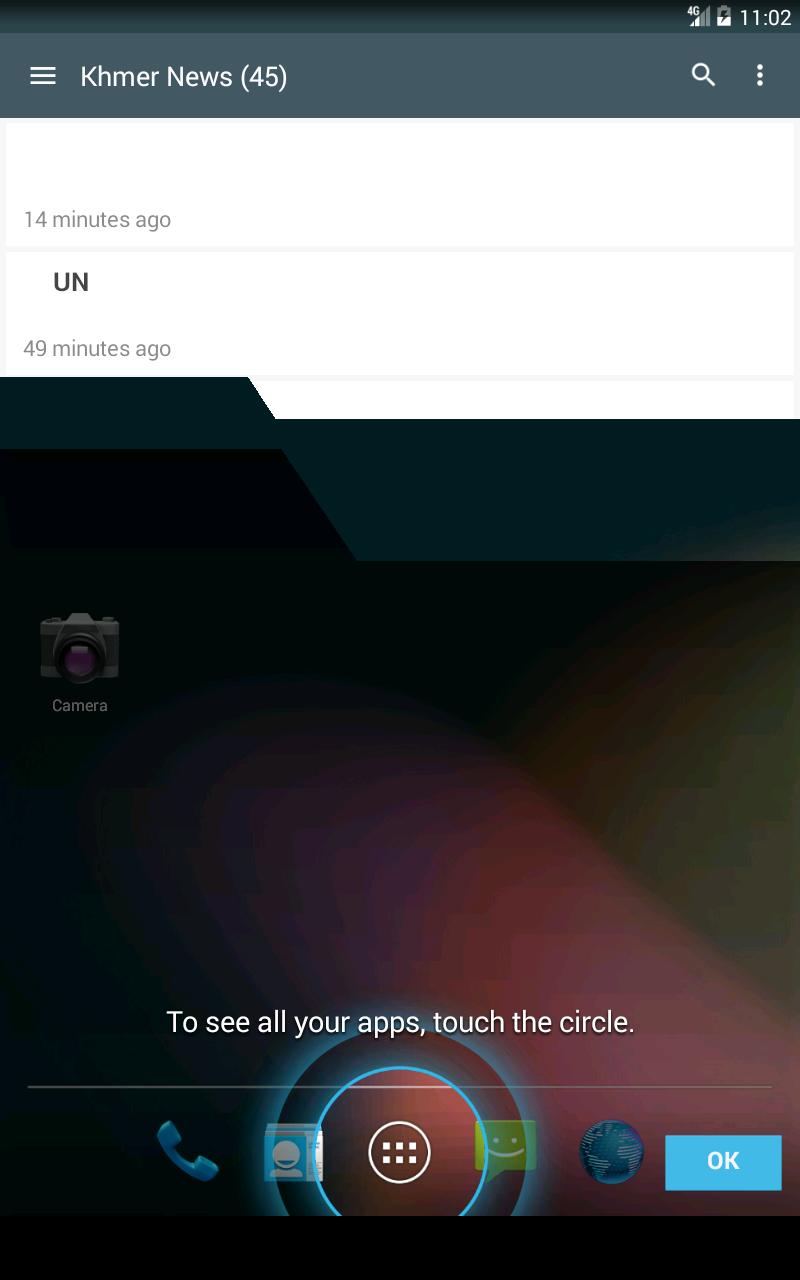 4G 11:02
Khmer News (45)
14 minutes ago
UN
49 minutes ago
Camera
To see all your apps, touch the circle.
OK